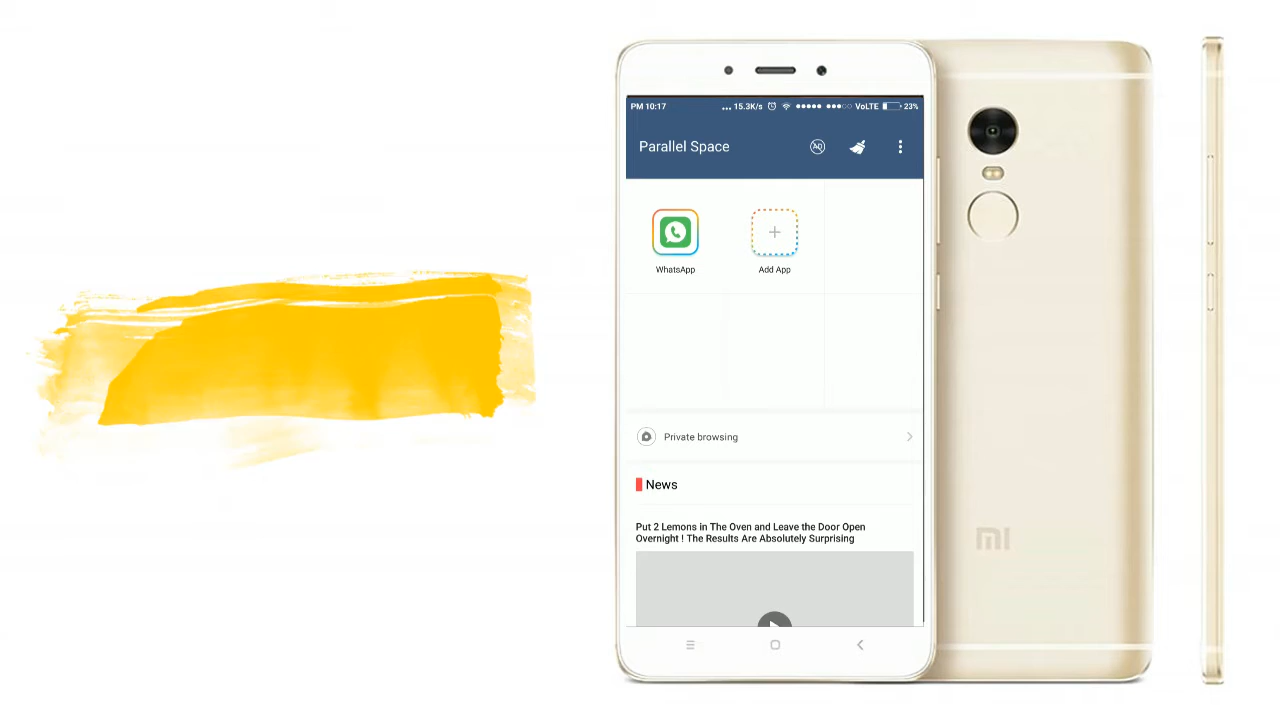 PM 10:17
... 15.3K/s VoLTE 23%
Parallel Space
WhatsApp
Add App
Private browsing
News
Put 2 Lemons in The Oven and Leave the Door Open
Overnight ! The Results Are Absolutely Surprising
MI